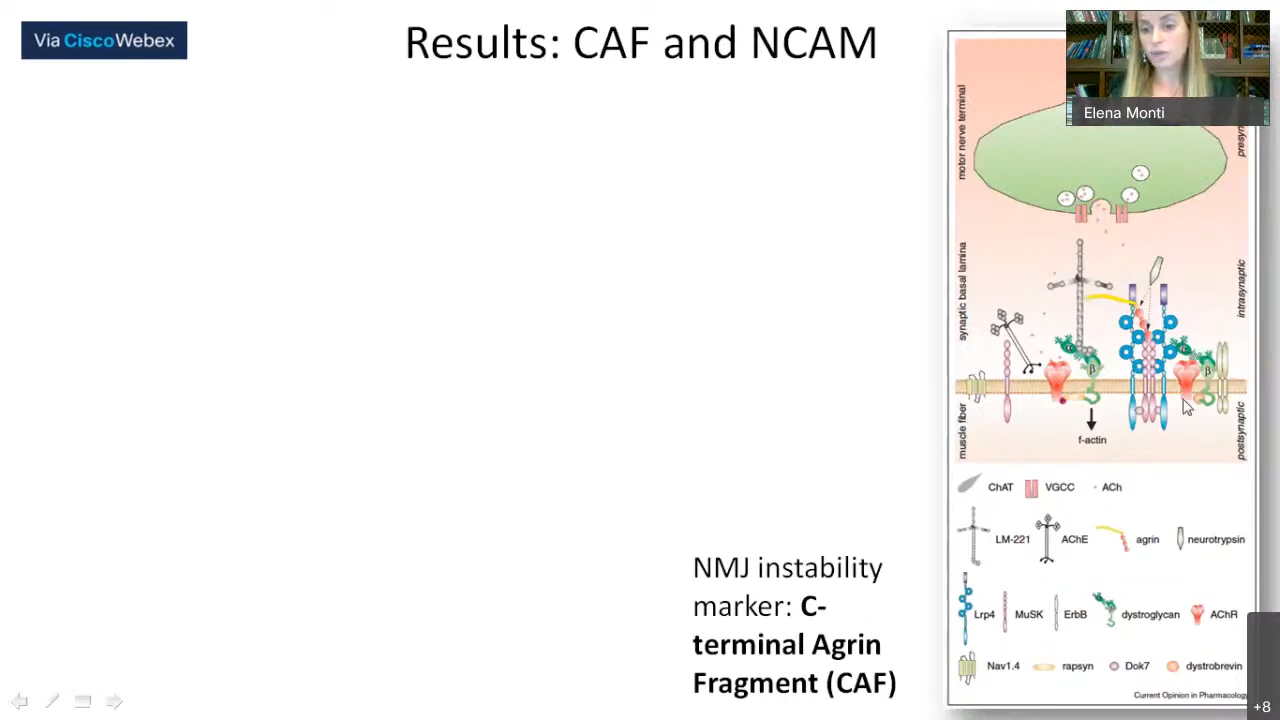 Via CiscoWebex
Results: CAF and NCAM
Elena Monti
motor nerve terminal
synaptic basal lamina
intrasynaptic
muscle fiber
postsynaptic
β
β
f-actin
ChAT VGCC ACh
LM-221 AChE agrin neurotrypsin
Lrp4 MuSK ErbB dystroglycan AChR
Nav1.4 rapsyn Dok7 dystrobrevin
Current Opinion in Pharmacology
NMJ instability
marker: C-
terminal Agrin
Fragment (CAF)
+8